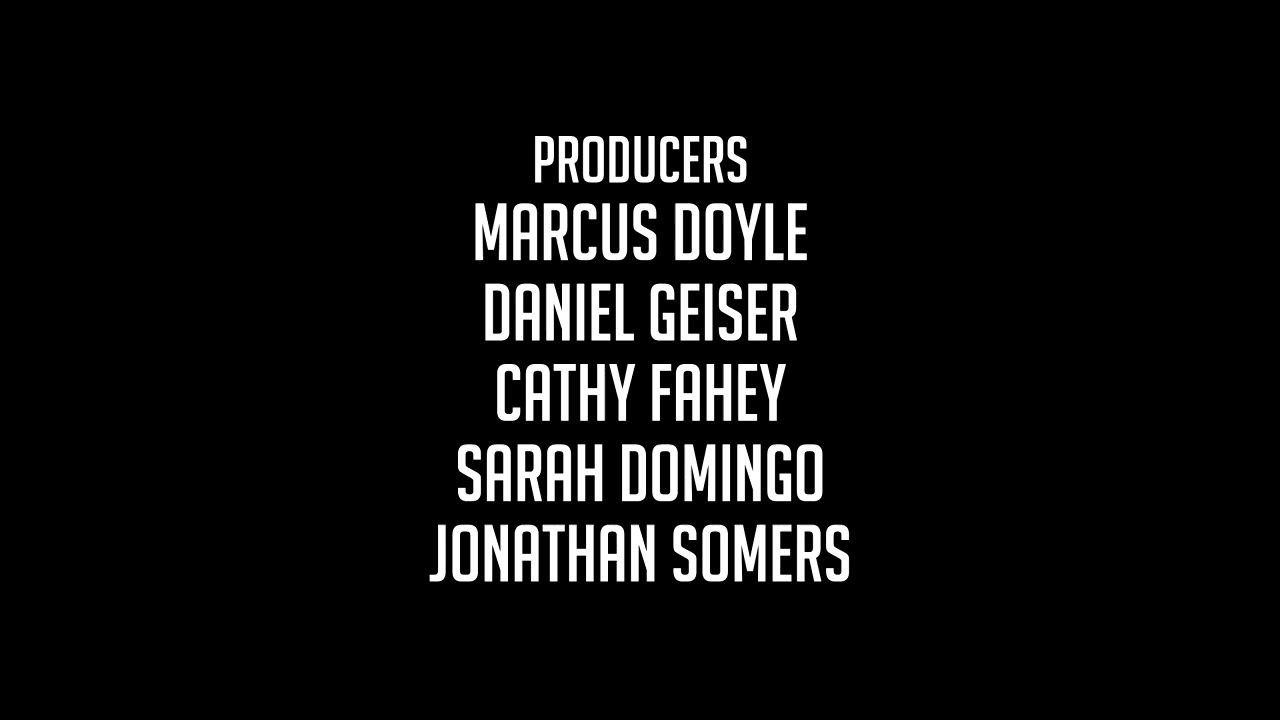 PRODUCERS
MARCUS DOYLE
DANIEL GEISER
CATHY FAHEY
SARAH DOMINGO
JONATHAN SOMERS